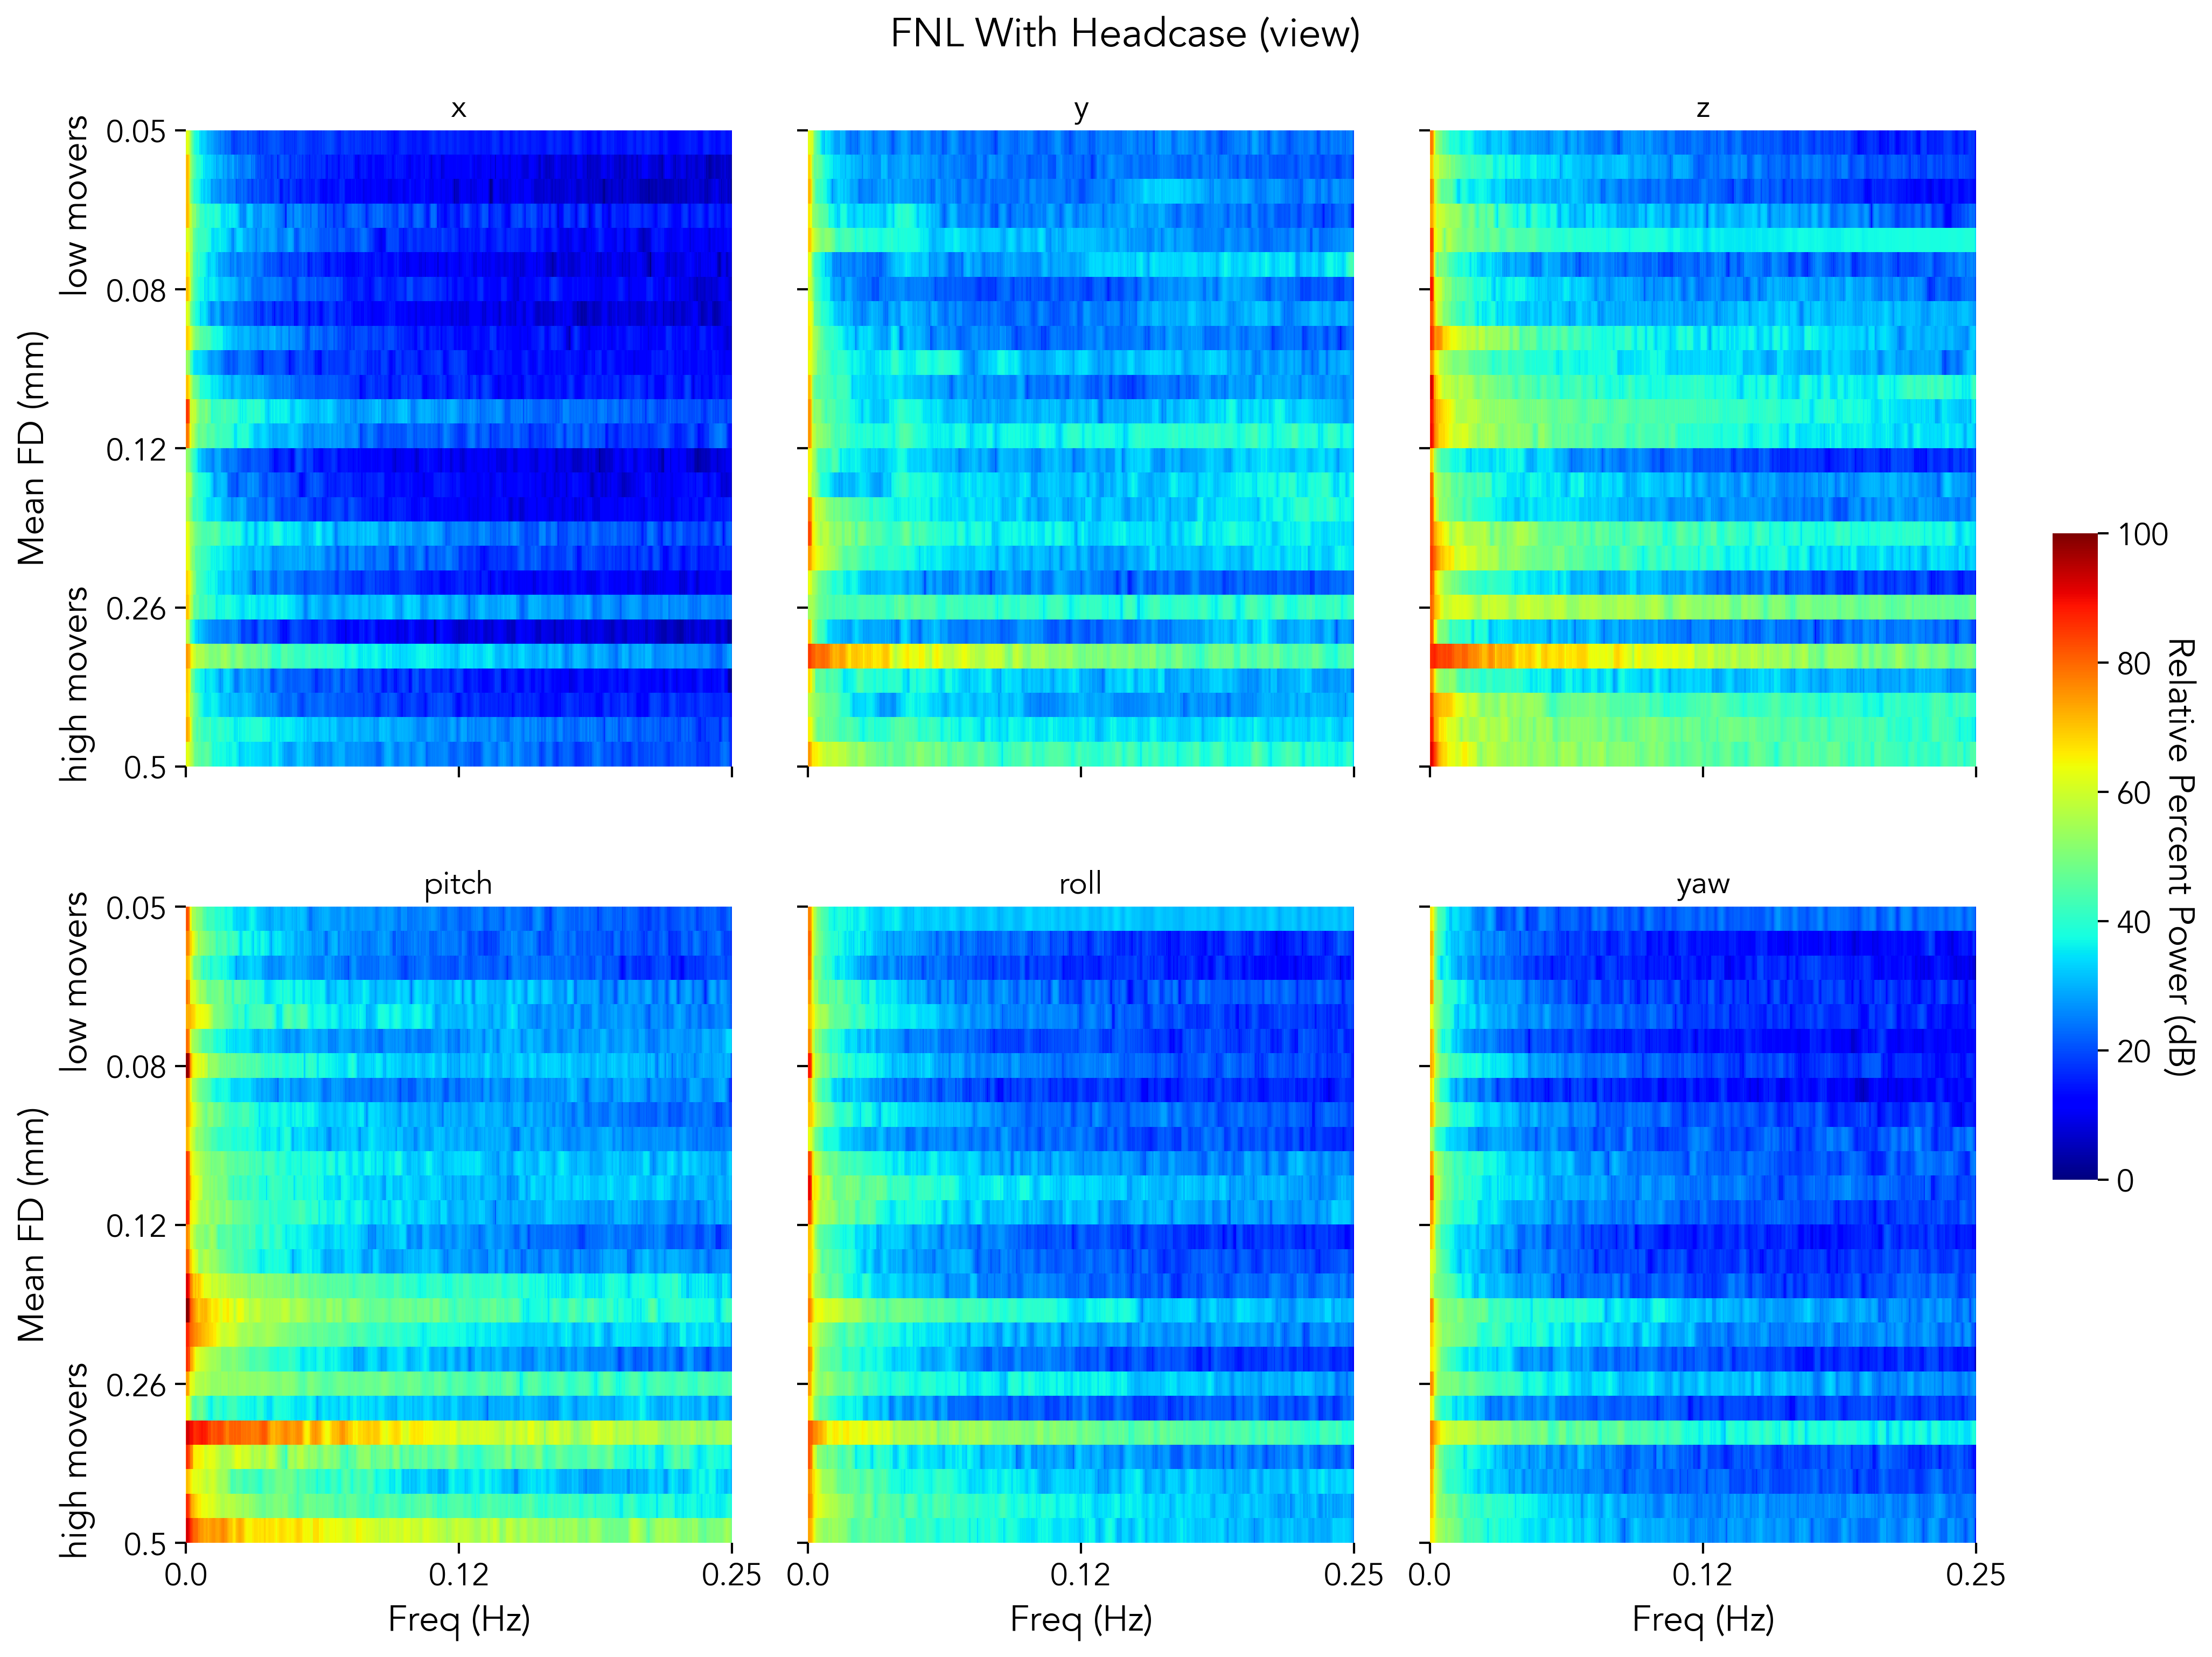 FNL With Headcase (view)
x
y
z
low movers
high movers
Mean FD (mm)
0.05
0.08
0.12
0.26
0.5
100
80
60
40
20
0
Relative Percent Power (dB)
pitch
roll
yaw
low movers
high movers
Mean FD (mm)
0.05
0.08
0.12
0.26
0.5
0.0 0.12 0.25
0.0 0.12 0.25
0.0 0.12 0.25
Freq (Hz)
Freq (Hz)
Freq (Hz)